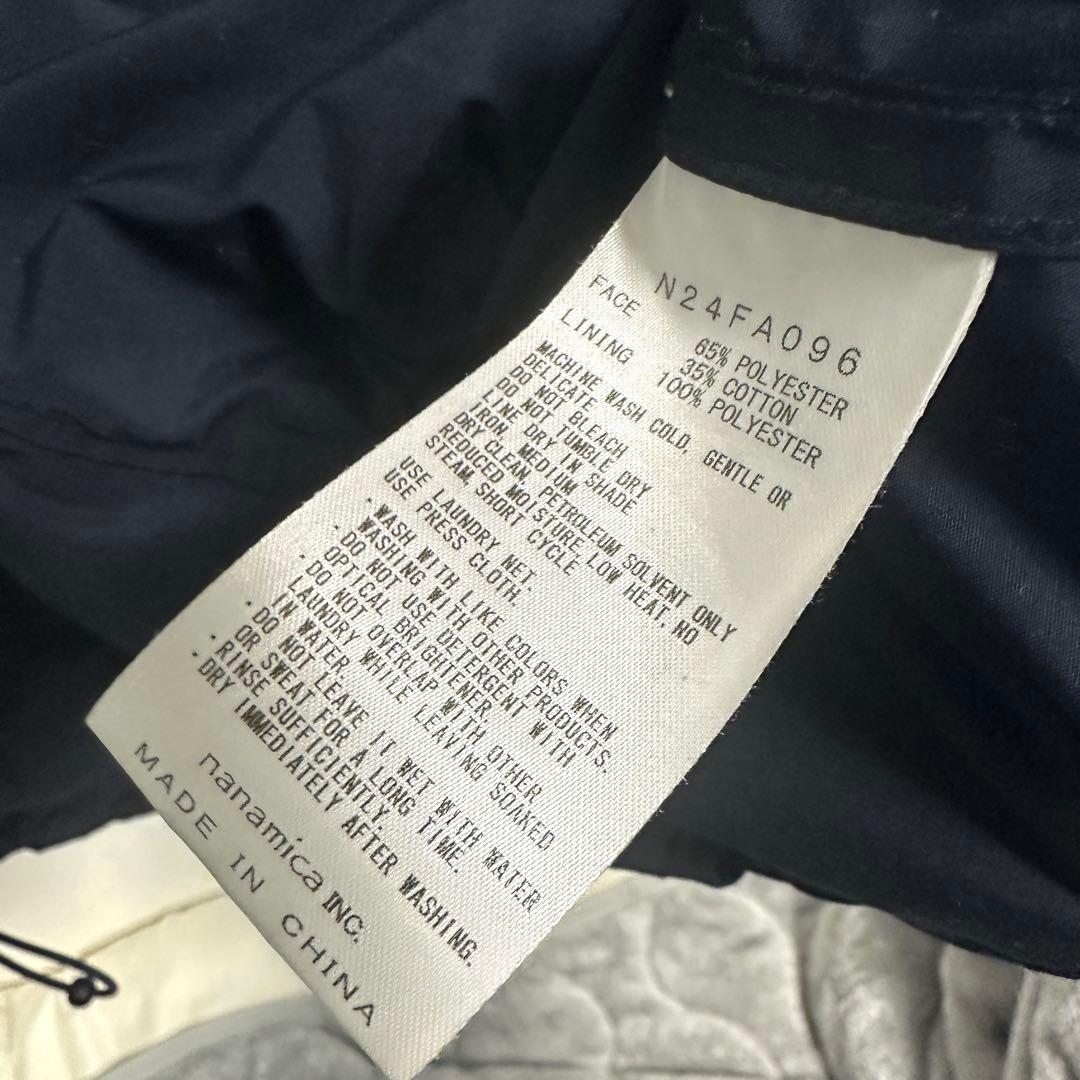 N24FA096
FACE 65% POLYESTER
35% COTTON
LINING 100% POLYESTER
MACHINE WASH COLD, GENTLE OR
DELICATE
DO NOT BLEACH
DO NOT TUMBLE DRY
LINE DRY IN SHADE
IRON, MEDIUM
DRY CLEAN, PETROLEUM SOLVENT ONLY
REDUCED MOISTURE, LOW HEAT, NO
STEAM, SHORT CYCLE
USE LAUNDRY NET.
USE PRESS CLOTH.
・WASH WITH LIKE COLORS WHEN
WASHING WITH OTHER PRODUCTS.
・DO NOT USE DETERGENT WITH
OPTICAL BRIGHTENER.
・DO NOT OVERLAP WITH OTHER
LAUNDRY WHILE LEAVING SOAKED
IN WATER.
・DO NOT LEAVE IT WET WITH WATER
OR SWEAT FOR A LONG TIME.
・RINSE SUFFICIENTLY.
・DRY IMMEDIATELY AFTER WASHING.
nanamica INC.
MADE IN CHINA